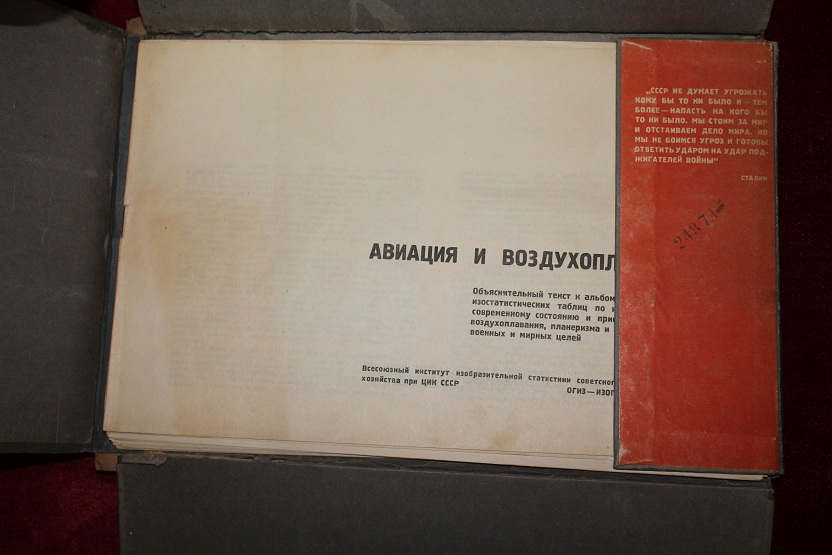 АВИАЦИЯ И ВОЗДУХОПЛ
Объяснительный текст к альбом
изостатистических таблиц по и
современному состоянию и при
воздухоплавания, планеризма и
военных и мирных целей
Всесоюзный институт изобразительной статистики советског
хозяйства при ЦИК СССР
ОГИЗ—ИЗОГ
„СССР НЕ ДУМАЕТ УГРОЖАТЬ
КОМУ БЫ ТО НИ БЫЛО И—ТЕМ
БОЛЕЕ—НАПАСТЬ НА КОГО БЫ
ТО НИ БЫЛО. МЫ СТОИМ ЗА МИР
И ОТСТАИВАЕМ ДЕЛО МИРА. НО
МЫ НЕ БОИМСЯ УГРОЗ И ГОТОВЫ
ОТВЕТИТЬ УДАРОМ НА УДАР ПОД-
ЖИГАТЕЛЕЙ ВОЙНЫ"
СТАЛИН